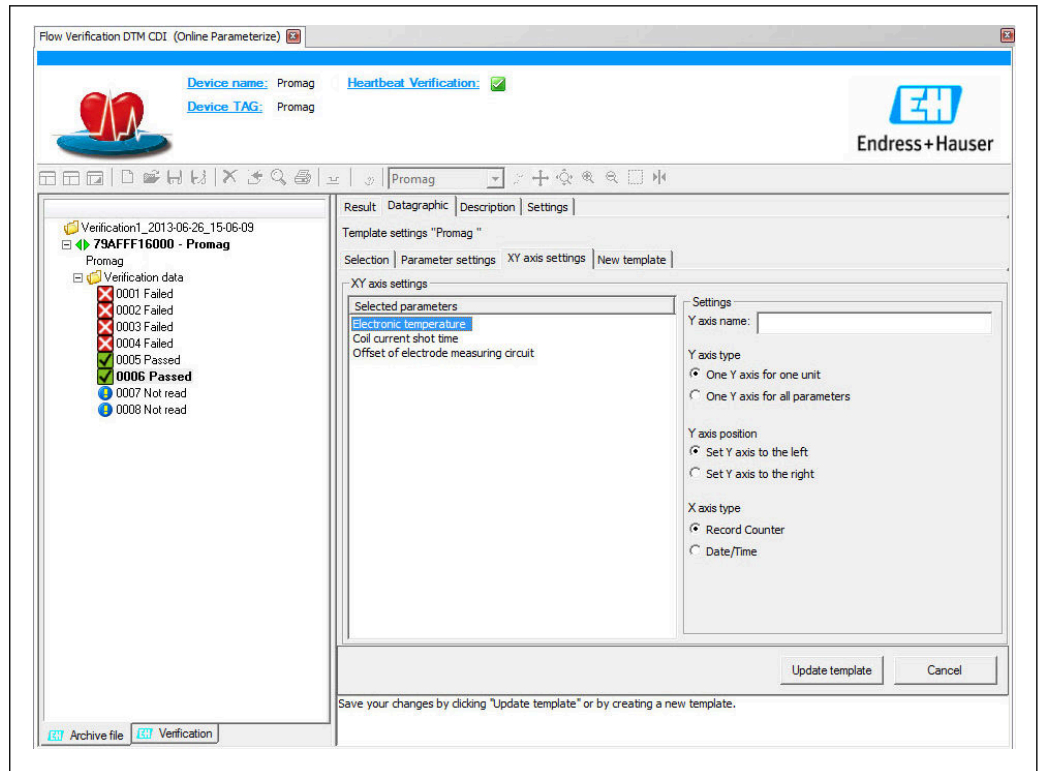 Flow Verification DTM CDI (Online Parameterize)
Device name: Promag Heartbeat Verification:
Device TAG: Promag
EH
Endress+Hauser
Promag
Verification1_2013-06-26_15-06-09
79AFFF16000 - Promag
Promag
Verification data
0001 Failed
0002 Failed
0003 Failed
0004 Failed
0005 Passed
0006 Passed
0007 Not read
0008 Not read
Archive file Verification
Result Datagraphic Description Settings
Template settings "Promag "
Selection Parameter settings XY axis settings New template
XY axis settings
Selected parameters
Electronic temperature
Coil current shot time
Offset of electrode measuring circuit
Settings
Y axis name:
Y axis type
One Y axis for one unit
One Y axis for all parameters
Y axis position
Set Y axis to the left
Set Y axis to the right
X axis type
Record Counter
Date/Time
Update template Cancel
Save your changes by clicking "Update template" or by creating a new template.